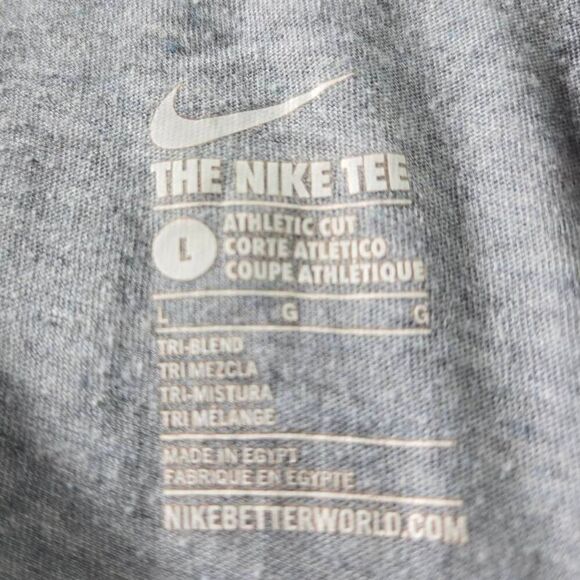 THE NIKE TEE
L
ATHLETIC CUT
CORTE ATLÉTICO
COUPE ATHLÉTIQUE
L G G
TRI-BLEND
TRI MEZCLA
TRI-MISTURA
TRI MÉLANGE
MADE IN EGYPT
FABRIQUE EN EGYPTE
NIKEBETTERWORLD.COM